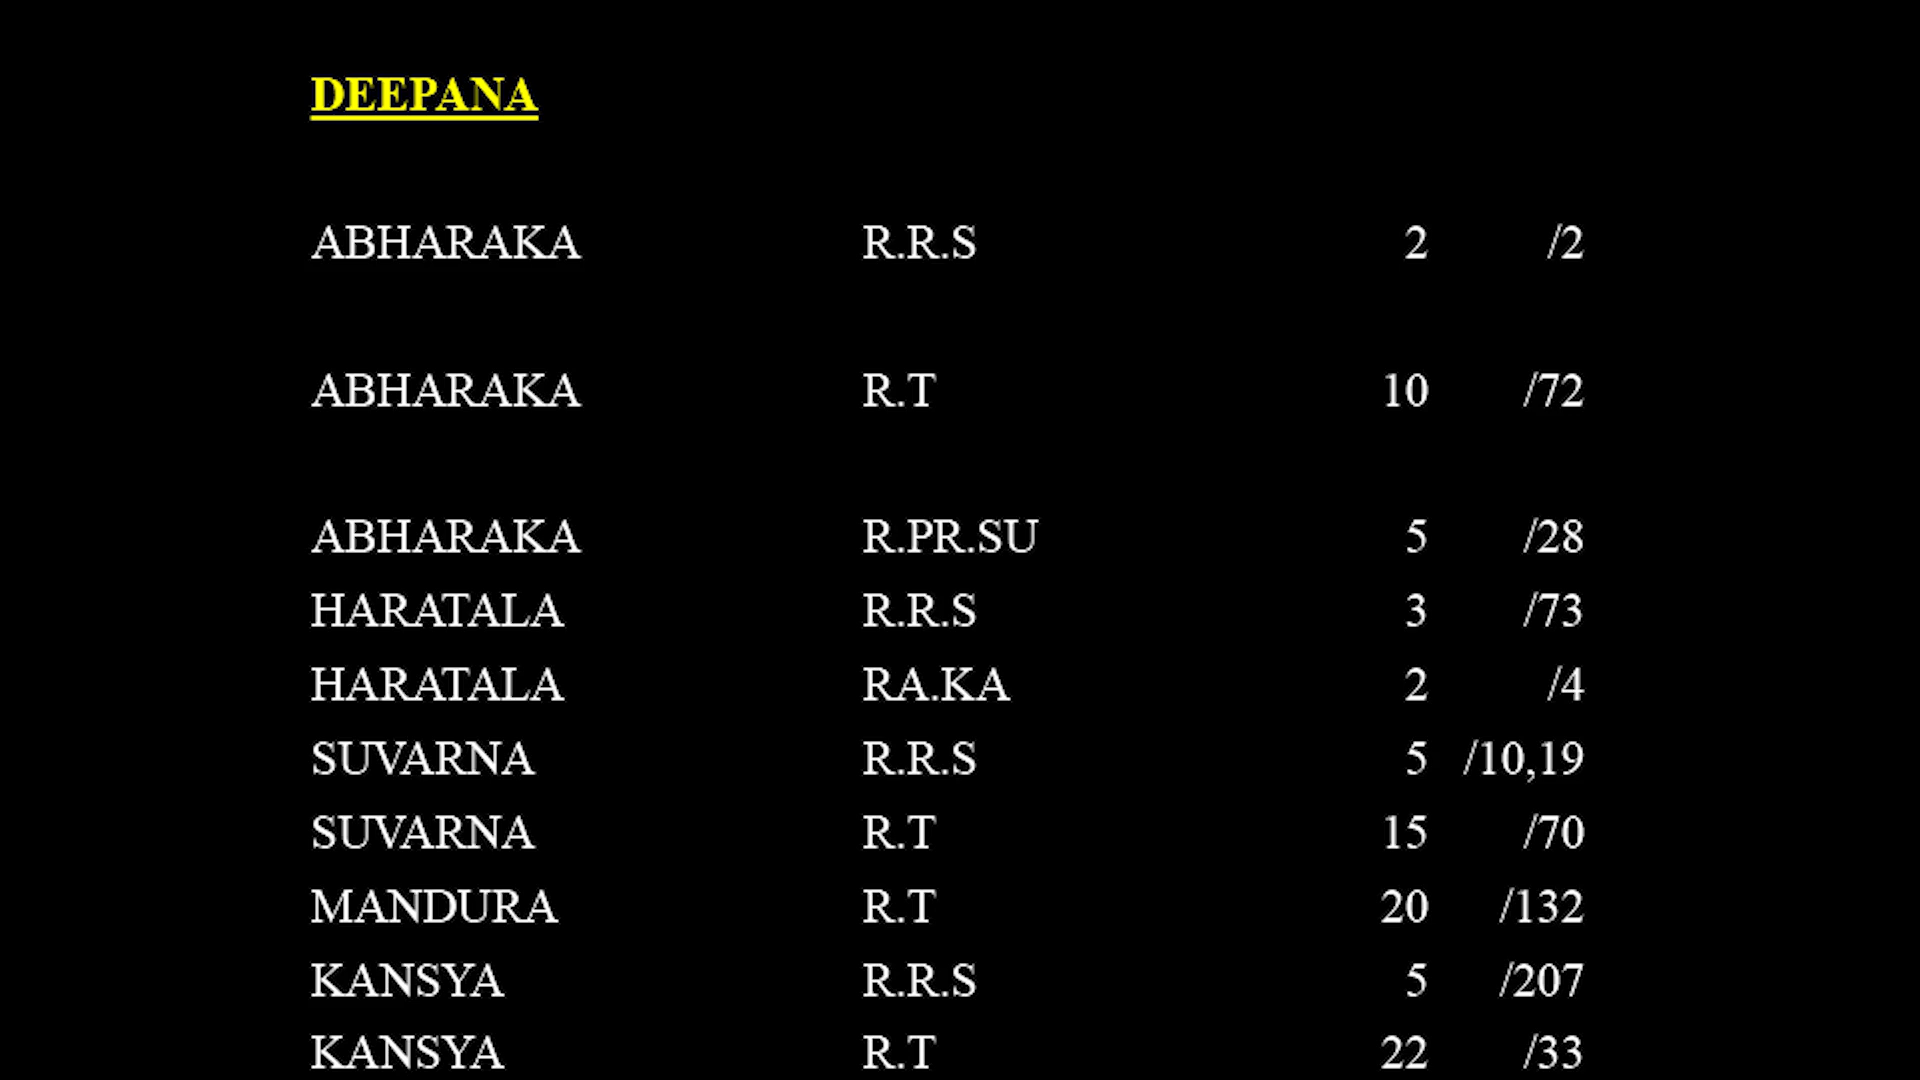 DEEPANA
ABHARAKA R.R.S 2 /2
ABHARAKA R.T 10 /72
ABHARAKA R.PR.SU 5 /28
HARATALA R.R.S 3 /73
HARATALA RA.KA 2 /4
SUVARNA R.R.S 5 /10,19
SUVARNA R.T 15 /70
MANDURA R.T 20 /132
KANSYA R.R.S 5 /207
KANSYA R.T 22 /33